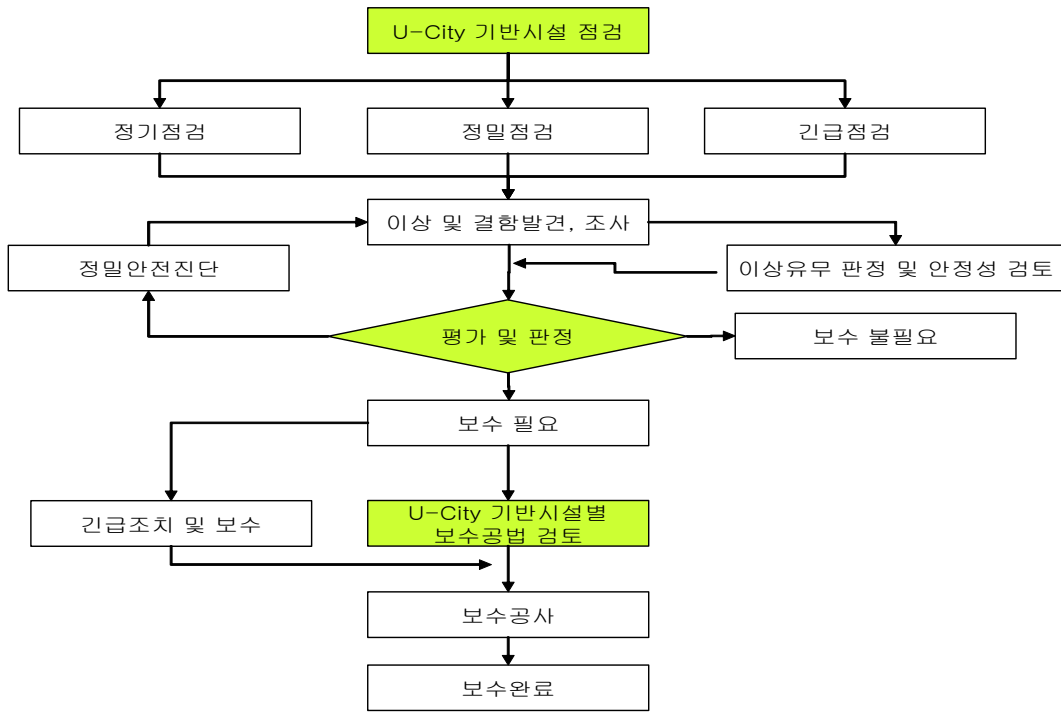 U-City 기반시설 점검
정기점검
정밀점검
긴급점검
이상 및 결함발견, 조사
정밀안전진단
이상유무 판정 및 안정성 검토
평가 및 판정
보수 불필요
보수 필요
긴급조치 및 보수
U-City 기반시설별
보수공법 검토
보수공사
보수완료